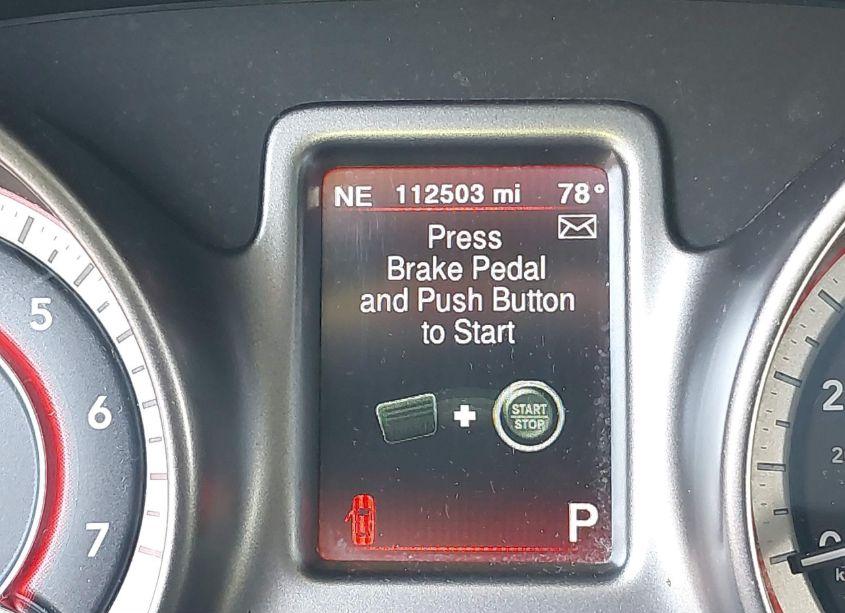 NE 112503 mi 78°
Press
Brake Pedal
and Push Button
to Start
START
STOP
P
5
6
7
2